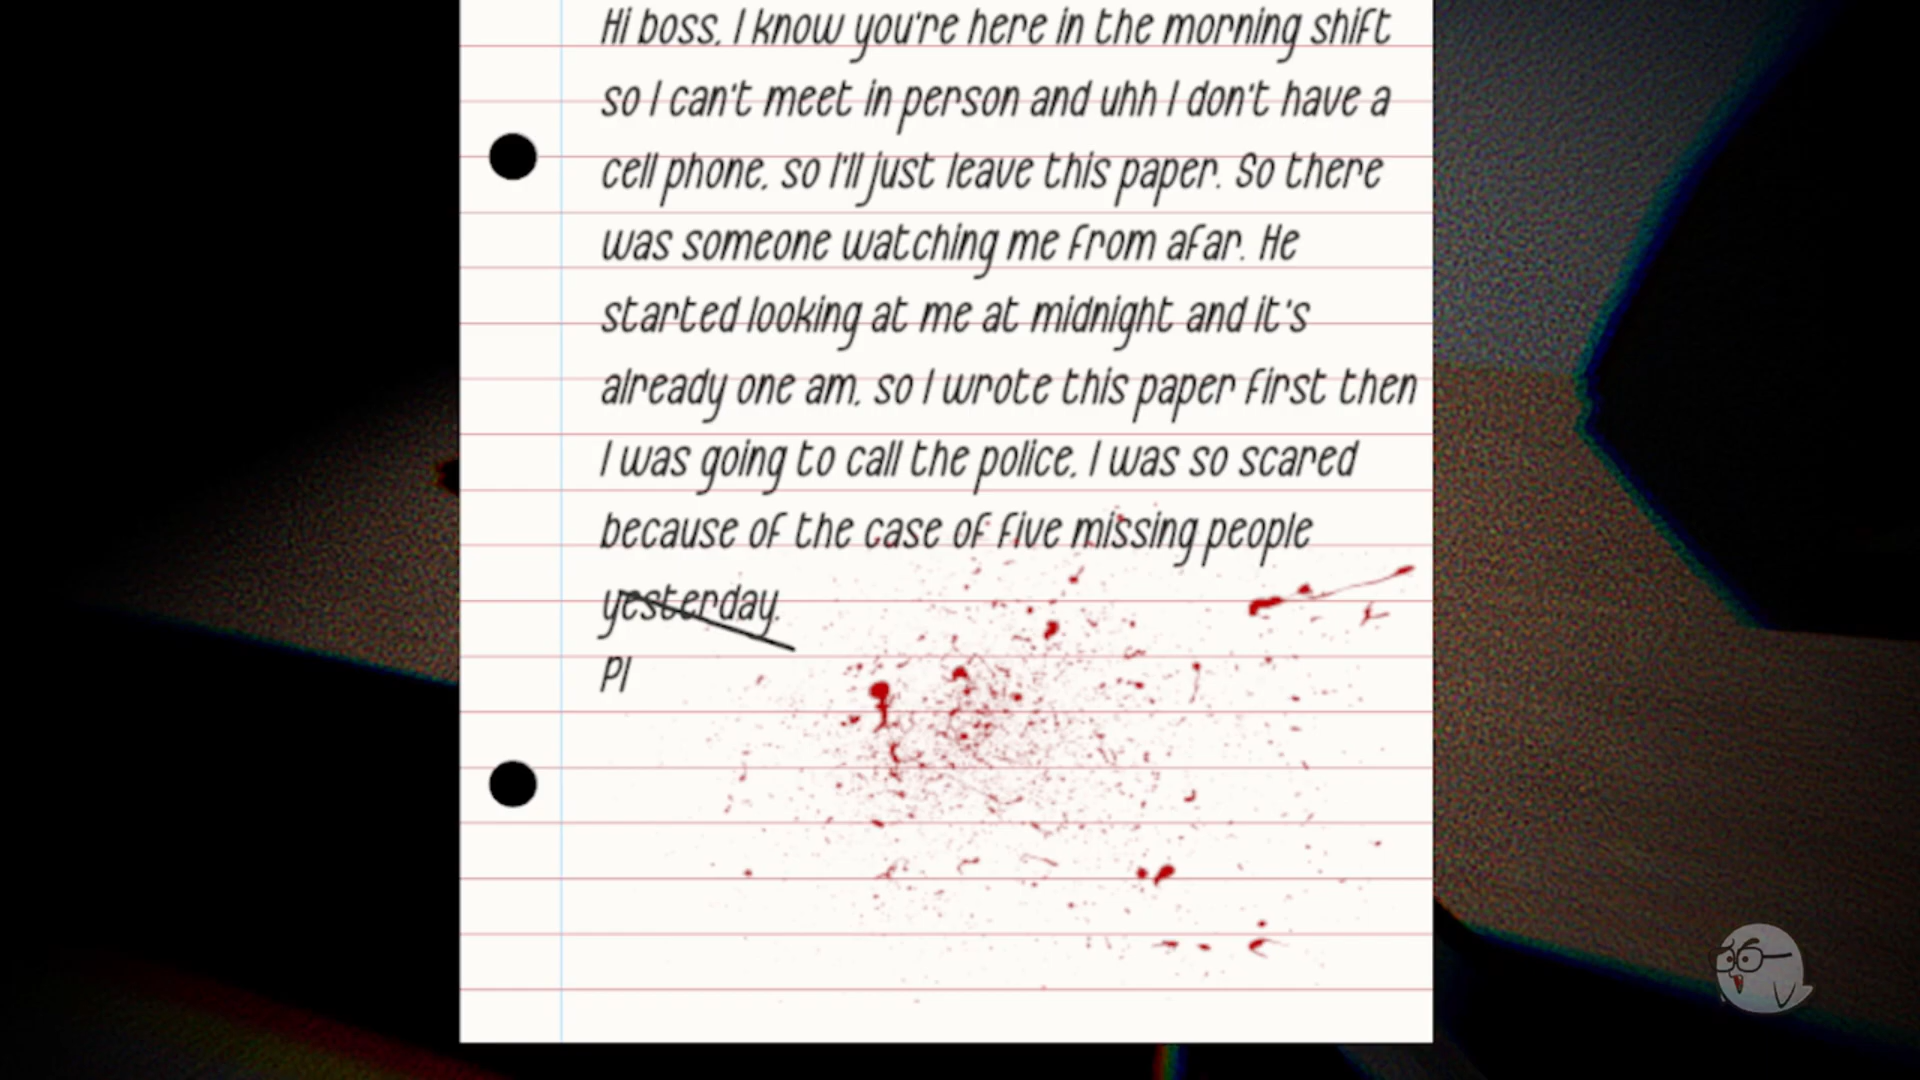 Hi boss, I know you're here in the morning shift
so I can't meet in person and uhh I don't have a
cell phone, so I'll just leave this paper. So there
was someone watching me from afar. He
started looking at me at midnight and it's
already one am, so I wrote this paper first then
I was going to call the police, I was so scared
because of the case of five missing people
yesterday.
Pl